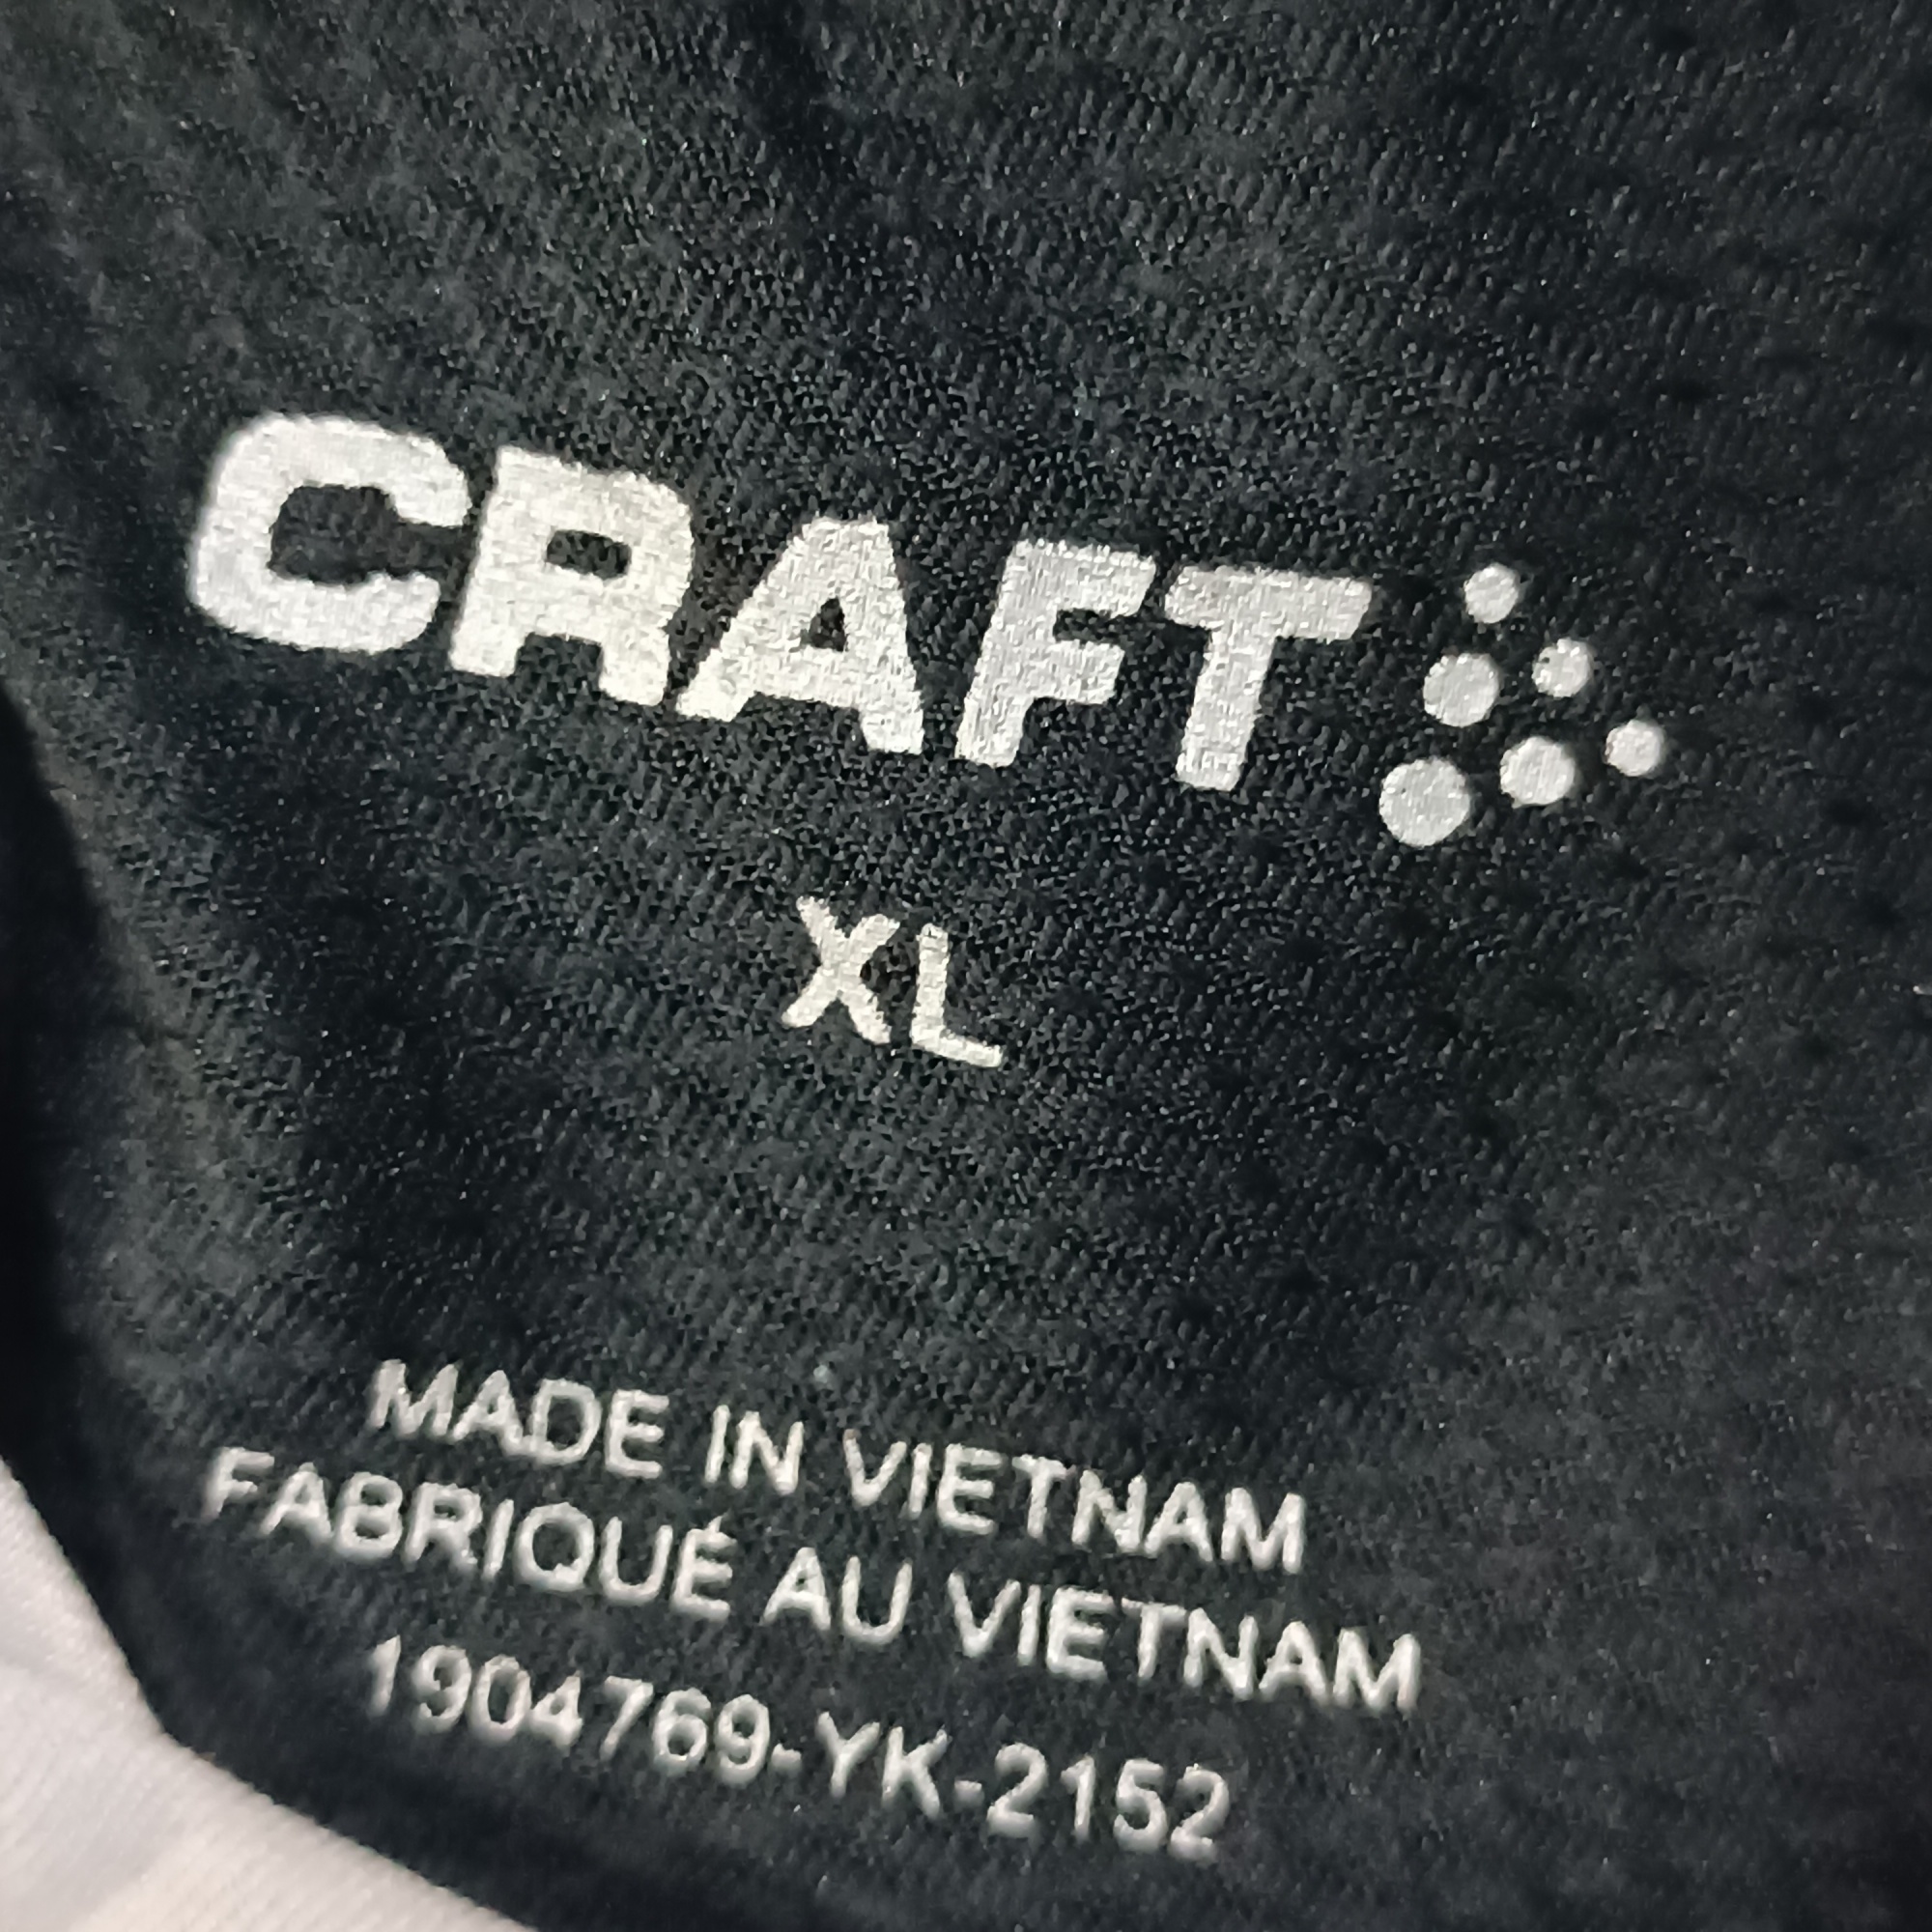 CRAFT
XL
MADE IN VIETNAM
FABRIQUÉ AU VIETNAM
1904769-YK-2152